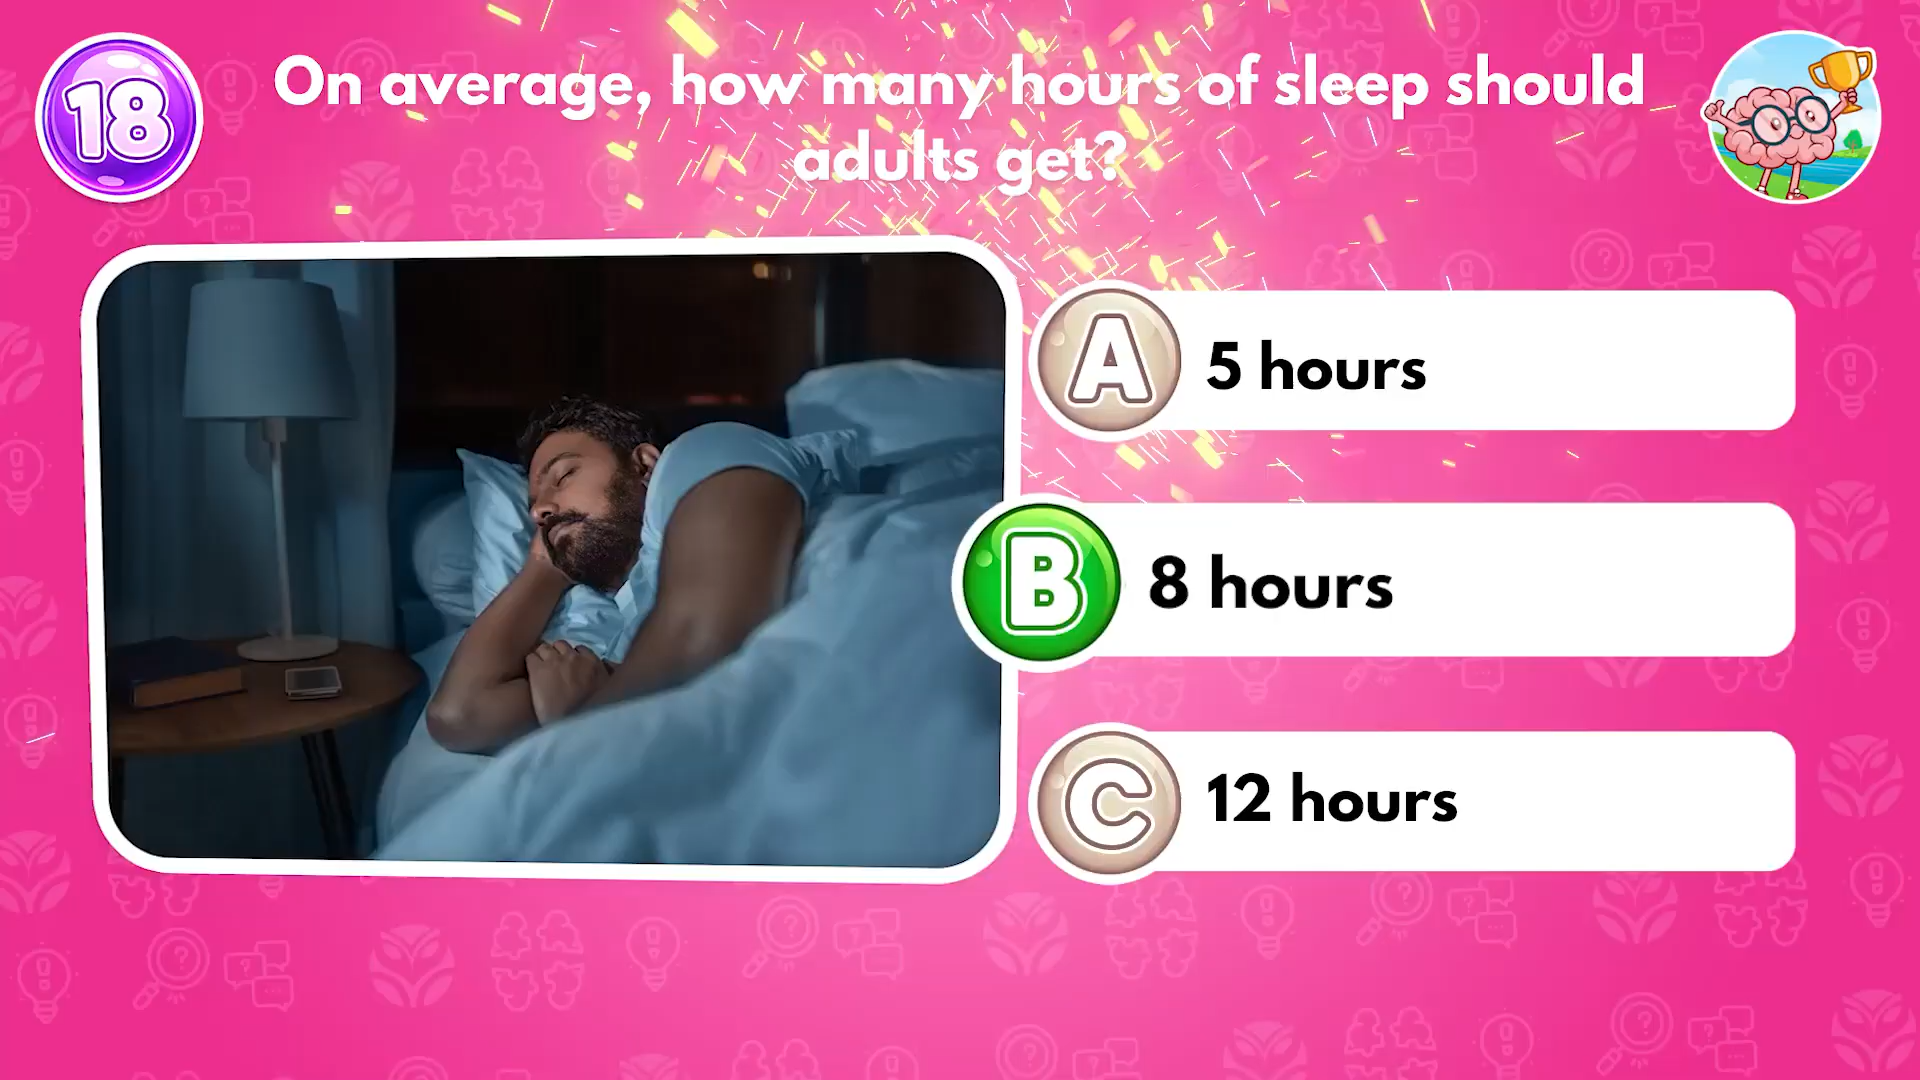 18
On average, how many hours of sleep should
adults get?
A 5 hours
B 8 hours
C 12 hours